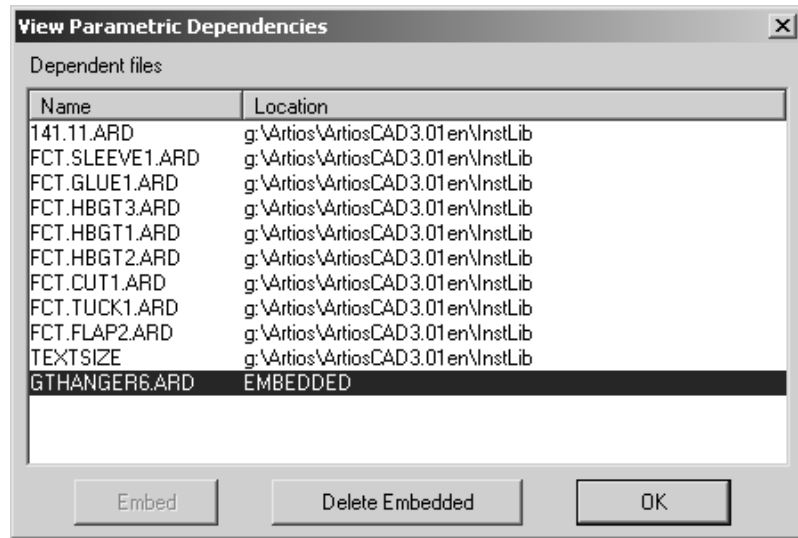 View Parametric Dependencies
Dependent files
Name Location
141.11.ARD g:\Artios\ArtiosCAD3.01en\InstLib
FCT.SLEEVE1.ARD g:\Artios\ArtiosCAD3.01en\InstLib
FCT.GLUE1.ARD g:\Artios\ArtiosCAD3.01en\InstLib
FCT.HBGT3.ARD g:\Artios\ArtiosCAD3.01en\InstLib
FCT.HBGT1.ARD g:\Artios\ArtiosCAD3.01en\InstLib
FCT.HBGT2.ARD g:\Artios\ArtiosCAD3.01en\InstLib
FCT.CUT1.ARD g:\Artios\ArtiosCAD3.01en\InstLib
FCT.TUCK1.ARD g:\Artios\ArtiosCAD3.01en\InstLib
FCT.FLAP2.ARD g:\Artios\ArtiosCAD3.01en\InstLib
TEXTSIZE g:\Artios\ArtiosCAD3.01en\InstLib
GTHANGER6.ARD EMBEDDED
Embed Delete Embedded OK